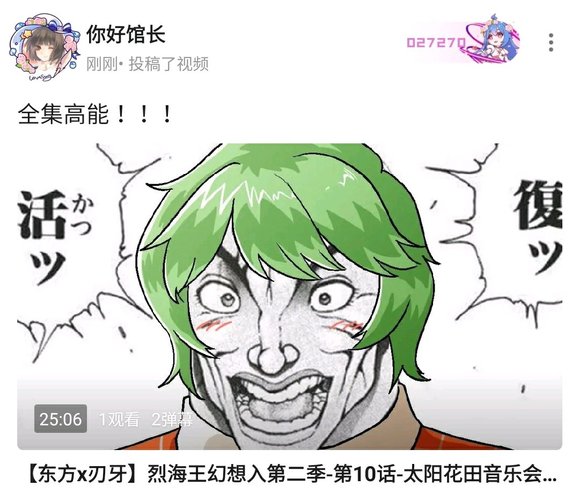 你好馆长
刚刚• 投稿了视频
027270
全集高能！！！
復ッ
活ッ
かつ
25:06 1观看 2弹幕
【东方x刃牙】烈海王幻想入第二季-第10话-太阳花田音乐会...